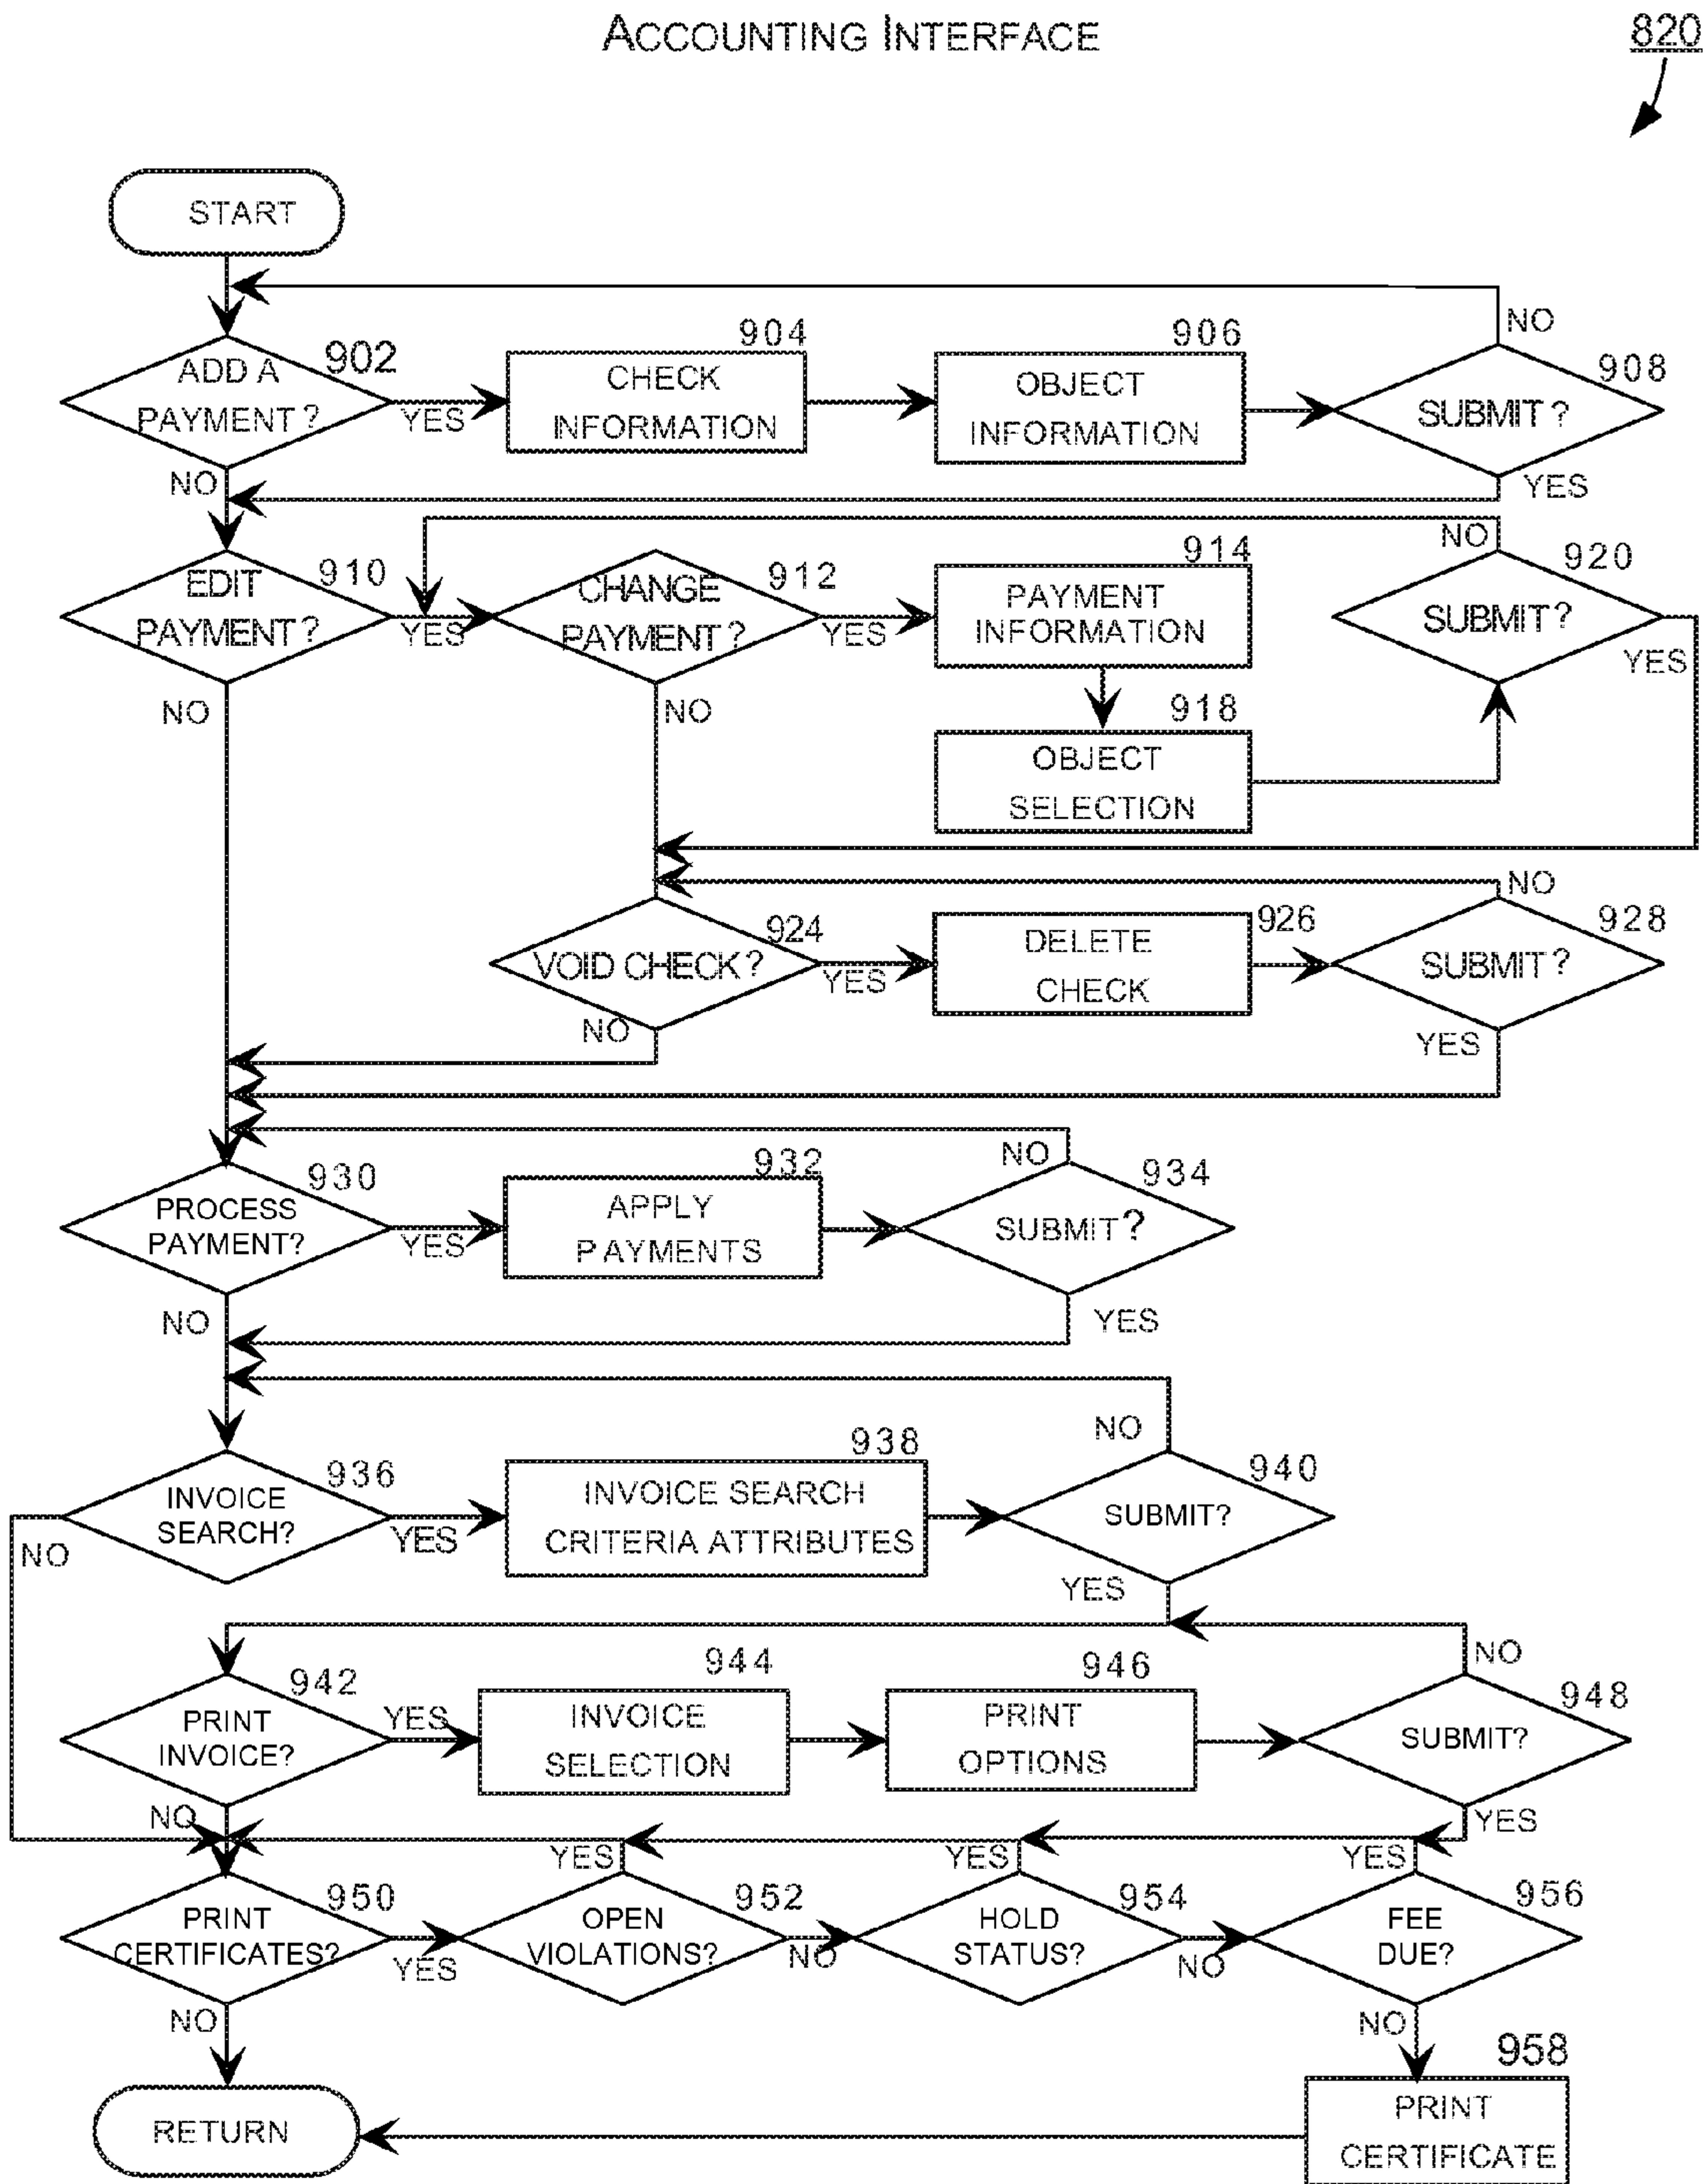 ACCOUNTING INTERFACE
820
START
NO
902
904
906
908
ADD A
PAYMENT?
YES
CHECK
INFORMATION
OBJECT
INFORMATION
SUBMIT?
NO
YES
NO
EDIT
PAYMENT?
910
YES
CHANGE
PAYMENT?
912
YES
914
PAYMENT
INFORMATION
920
SUBMIT?
YES
NO
NO
918
OBJECT
SELECTION
NO
VOID CHECK?
924
YES
DELETE
CHECK
926
SUBMIT?
928
NO
YES
NO
PROCESS
PAYMENT?
930
YES
932
APPLY
PAYMENTS
SUBMIT?
934
NO
YES
NO
INVOICE
SEARCH?
936
NO
YES
938
INVOICE SEARCH
CRITERIA ATTRIBUTES
SUBMIT?
940
YES
NO
PRINT
INVOICE?
942
YES
944
INVOICE
SELECTION
946
PRINT
OPTIONS
SUBMIT?
948
NO
YES
YES
YES
YES
PRINT
CERTIFICATES?
950
YES
OPEN
VIOLATIONS?
952
NO
HOLD
STATUS?
954
NO
FEE
DUE?
956
NO
NO
958
RETURN
PRINT
CERTIFICATE